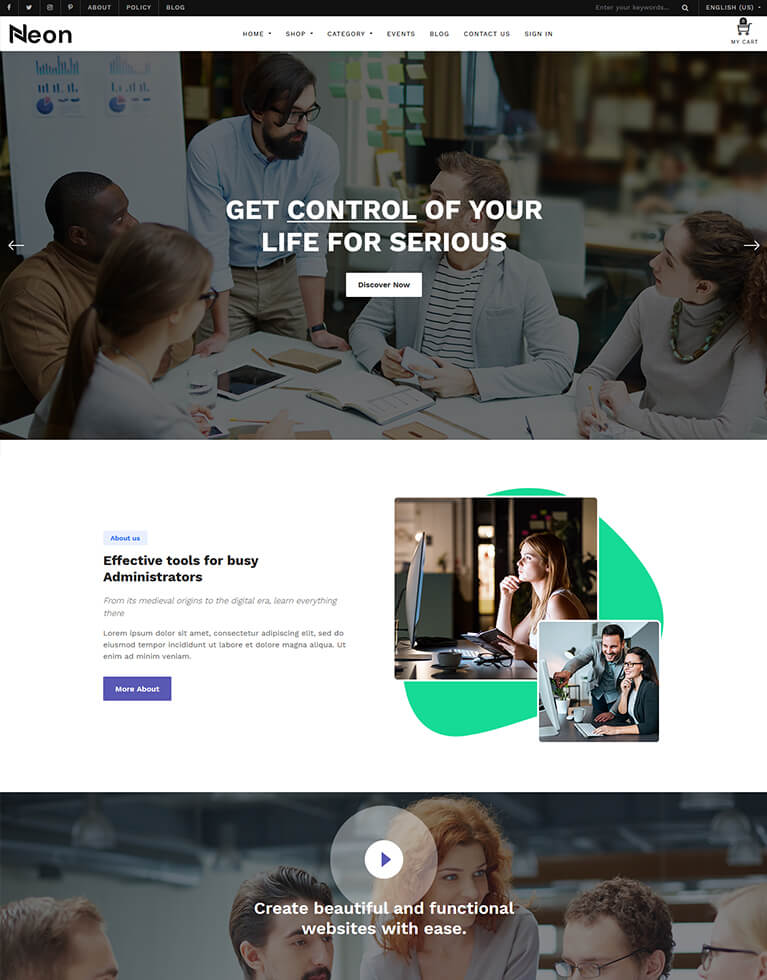 ABOUT
POLICY
BLOG
Enter your keywords...
ENGLISH (US)
Neon
HOME
SHOP
CATEGORY
EVENTS
BLOG
CONTACT US
SIGN IN
0
MY CART
GET CONTROL OF YOUR
LIFE FOR SERIOUS
Discover Now
About us
Effective tools for busy
Administrators
From its medieval origins to the digital era, learn everything
there
Lorem ipsum dolor sit amet, consectetur adipiscing elit, sed do
eiusmod tempor incididunt ut labore et dolore magna aliqua. Ut
enim ad minim veniam.
More About
Create beautiful and functional
websites with ease.